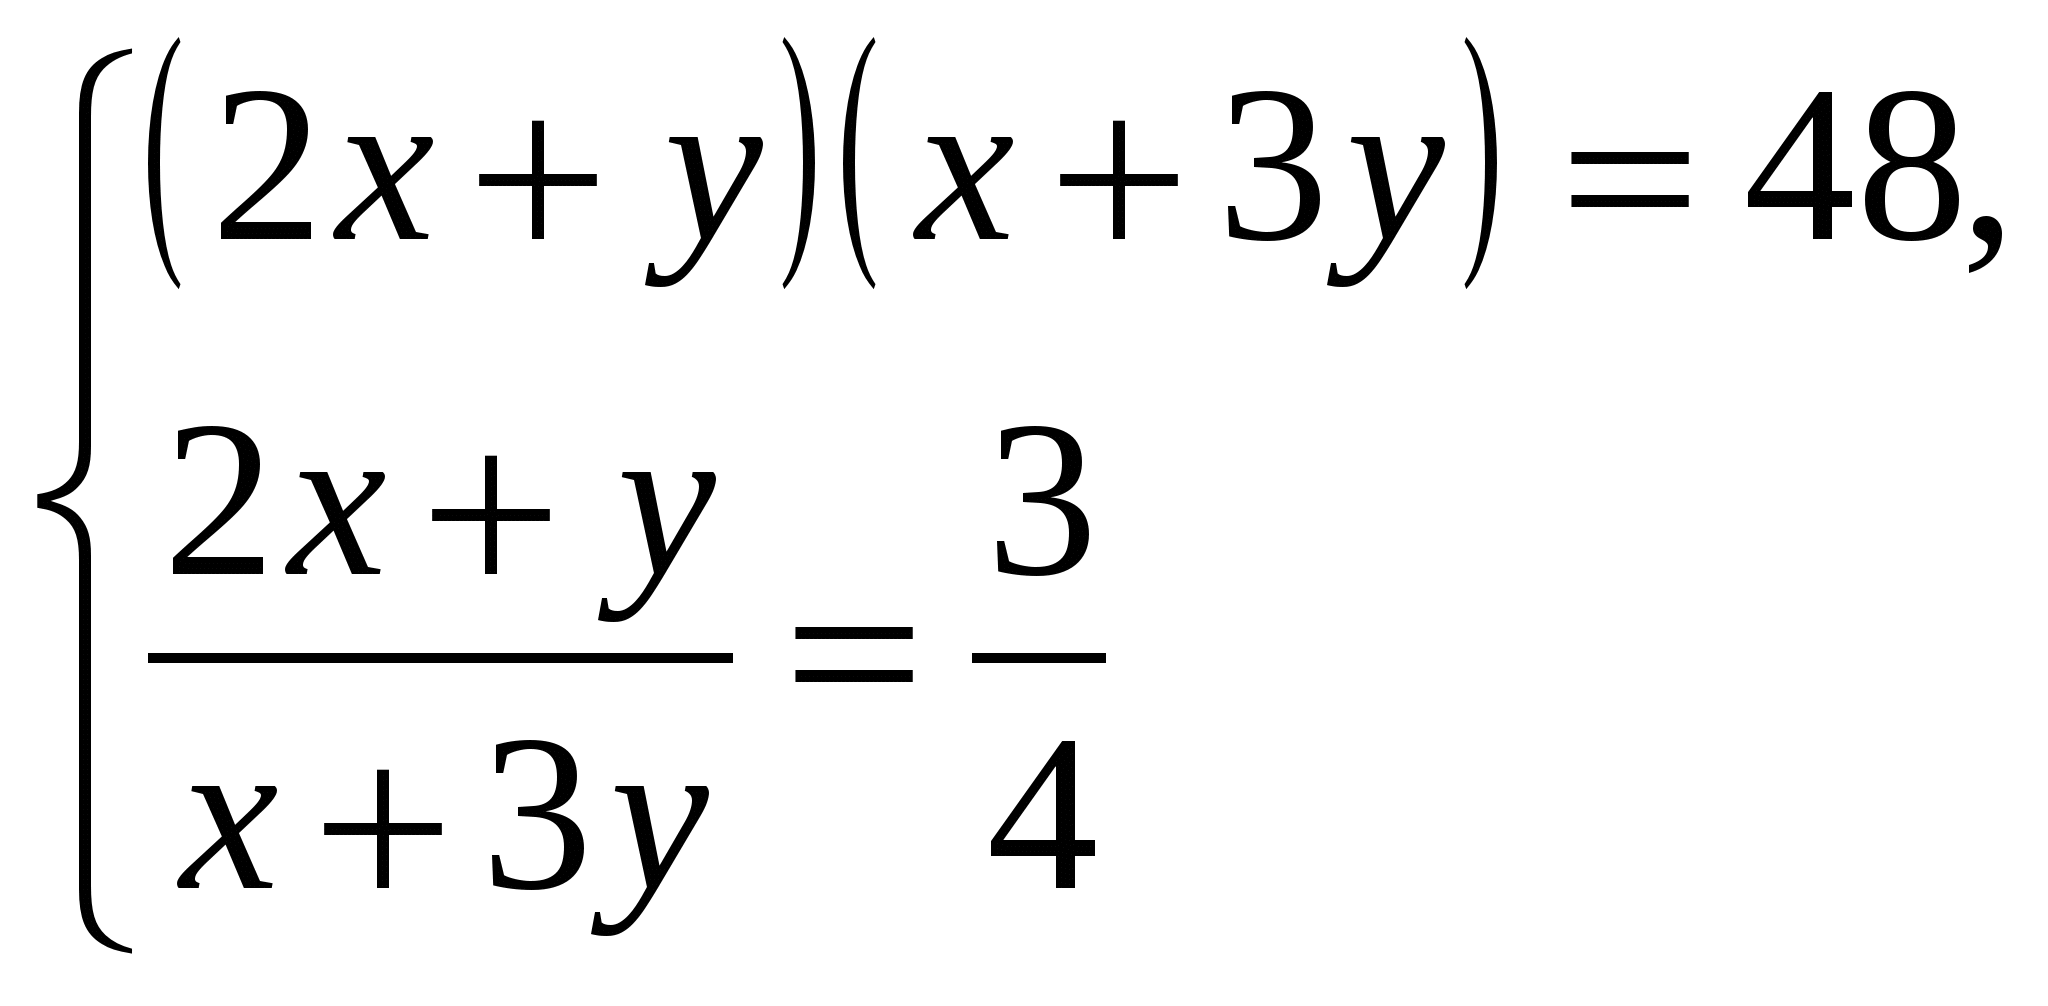 (2x + y)(x + 3y) = 48,
2x + y
x + 3y
=
3
4